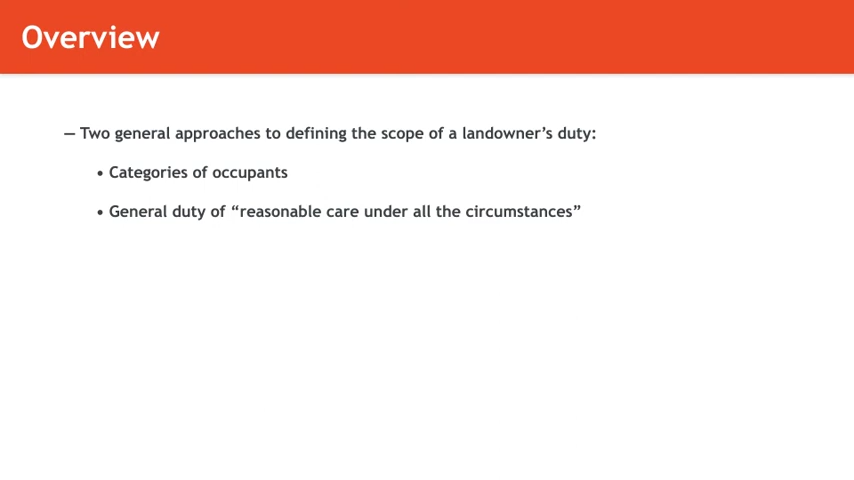 Overview
— Two general approaches to defining the scope of a landowner’s duty:
• Categories of occupants
• General duty of “reasonable care under all the circumstances”